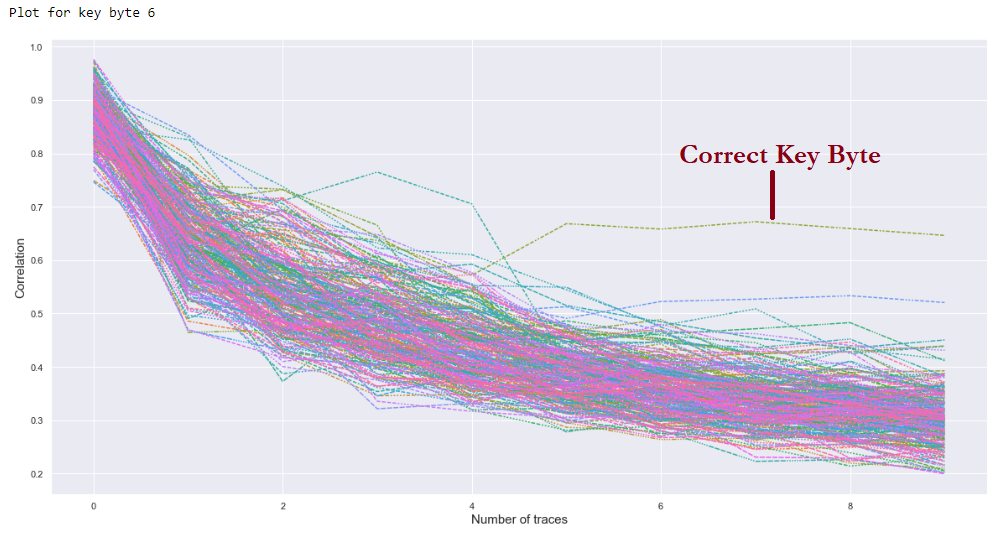 Plot for key byte 6
1.0
0.9
0.8
0.7
0.6
0.5
0.4
0.3
0.2
Correlation
Correct Key Byte
0 2 4 6 8
Number of traces